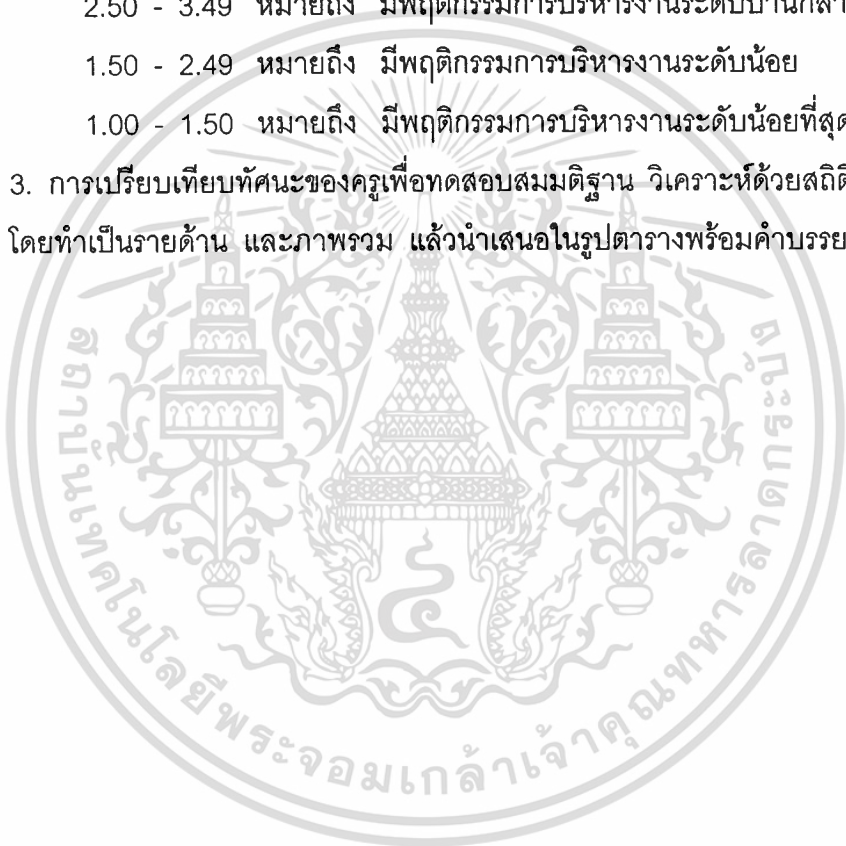 2.50 - 3.49 หมายถึง มีพฤติกรรมการบริหารงานระดับปานกลา
1.50 - 2.49 หมายถึง มีพฤติกรรมการบริหารงานระดับน้อย
1.00 - 1.50 หมายถึง มีพฤติกรรมการบริหารงานระดับน้อยที่สุด
3. การเปรียบเทียบทัศนะของครูเพื่อทดสอบสมมติฐาน วิเคราะห์ด้วยสถิติ
โดยทำเป็นรายด้าน และภาพรวม แล้วนำเสนอในรูปตารางพร้อมคำบรรย
สถาบันเทคโนโลยีพระจอมเกล้าเจ้าคุณทหารลาดกระบัง
๔